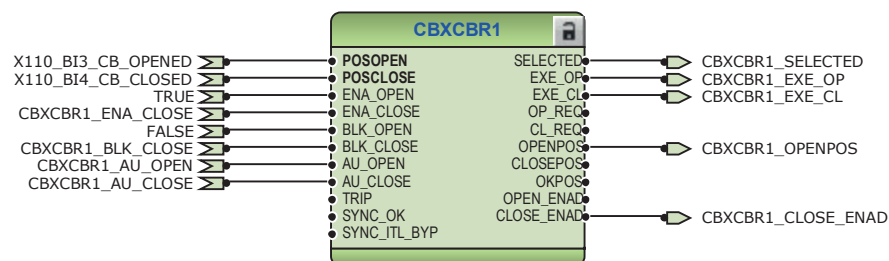 CBXCBR1
X110_BI3_CB_OPENED POSOPEN SELECTED CBXCBR1_SELECTED
X110_BI4_CB_CLOSED POSCLOSE EXE_OP CBXCBR1_EXE_OP
TRUE ENA_OPEN EXE_CL CBXCBR1_EXE_CL
CBXCBR1_ENA_CLOSE ENA_CLOSE OP_REQ
FALSE BLK_OPEN CL_REQ
CBXCBR1_BLK_CLOSE BLK_CLOSE OPENPOS CBXCBR1_OPENPOS
CBXCBR1_AU_OPEN AU_OPEN CLOSEPOS
CBXCBR1_AU_CLOSE AU_CLOSE OKPOS
TRIP OPEN_ENAD
SYNC_OK CLOSE_ENAD CBXCBR1_CLOSE_ENAD
SYNC_ITL_BYP